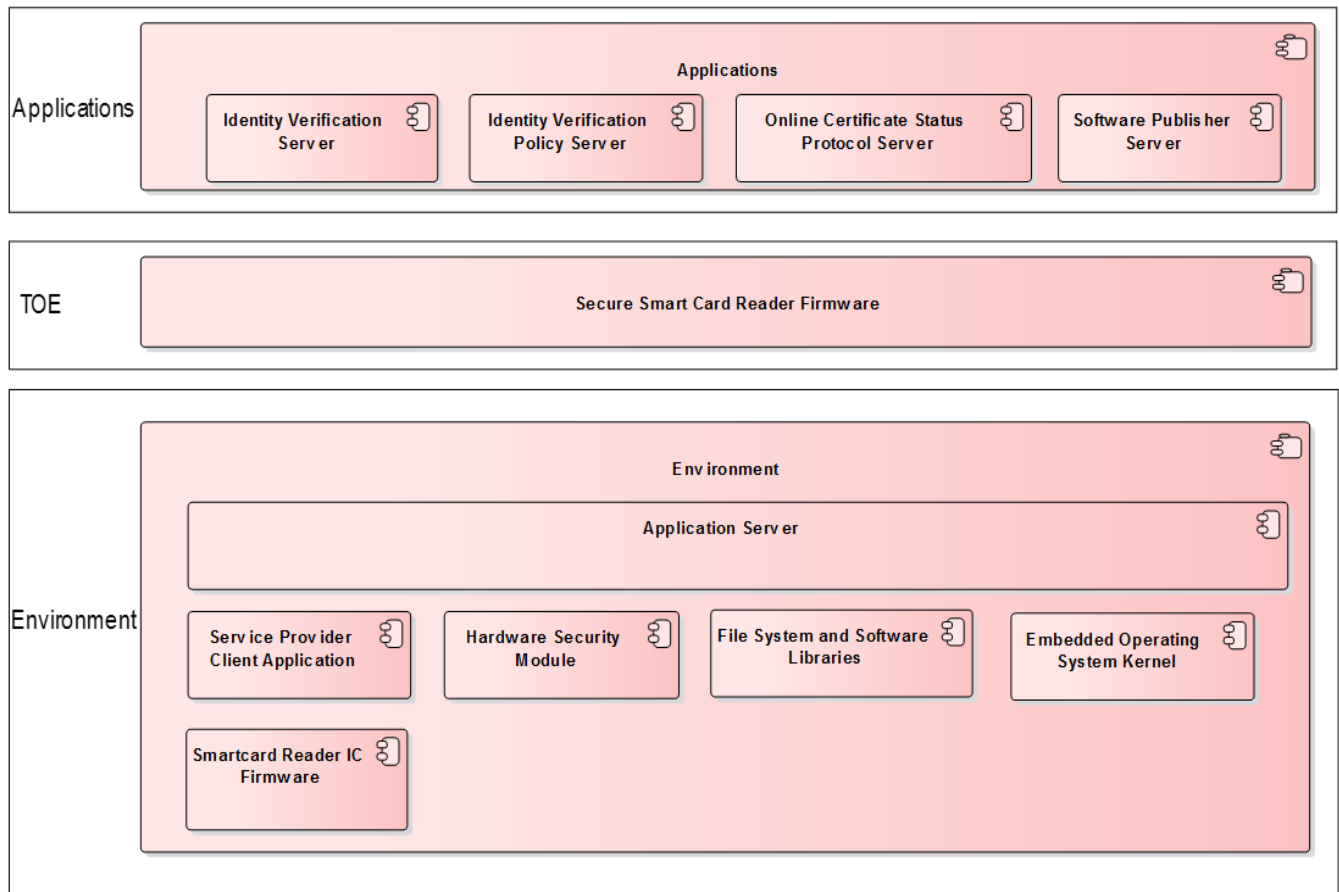 Applications
Applications
Identity Verification
Server
Identity Verification
Policy Server
Online Certificate Status
Protocol Server
Software Publisher
Server
TOE
Secure Smart Card Reader Firmware
Environment
Environment
Application Server
Service Provider
Client Application
Hardware Security
Module
File System and Software
Libraries
Embedded Operating
System Kernel
Smartcard Reader IC
Firmware